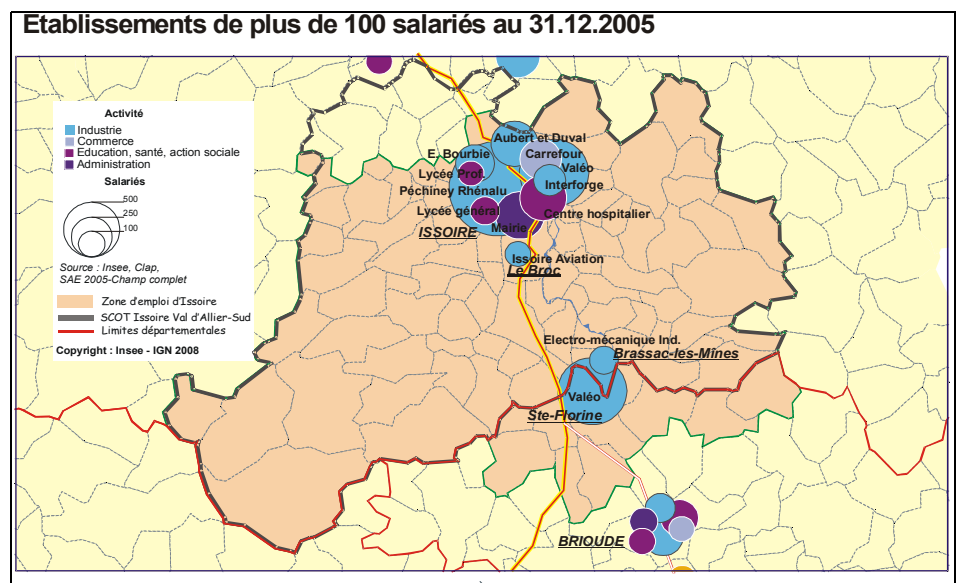 Etablissements de plus de 100 salariés au 31.12.2005
Activité
Industrie
Commerce
Education, santé, action sociale
Administration
Salariés
500
250
100
Source : Insee, Clap,
SAE 2005-Champ complet
Zone d'emploi d'Issoire
SCOT Issoire Val d'Allier-Sud
Limites départementales
Copyright : Insee - IGN 2008
Aubert et Duval
E. Bourbie
Carrefour
Valéo
Lycée Prof.
Interforge
Péchiney Rhénalu
Lycée général
Centre hospitalier
Mairie
ISSOIRE
Issoire Aviation
Le Broc
Electro-mécanique Ind.
Brassac-les-Mines
Valéo
Ste-Florine
BRIOUDE